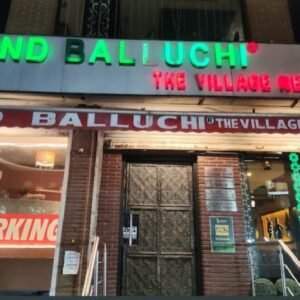 ND BALLUCHI®
THE VILLAGE RE
BALLUCHI® THE VILLAGE
RKING